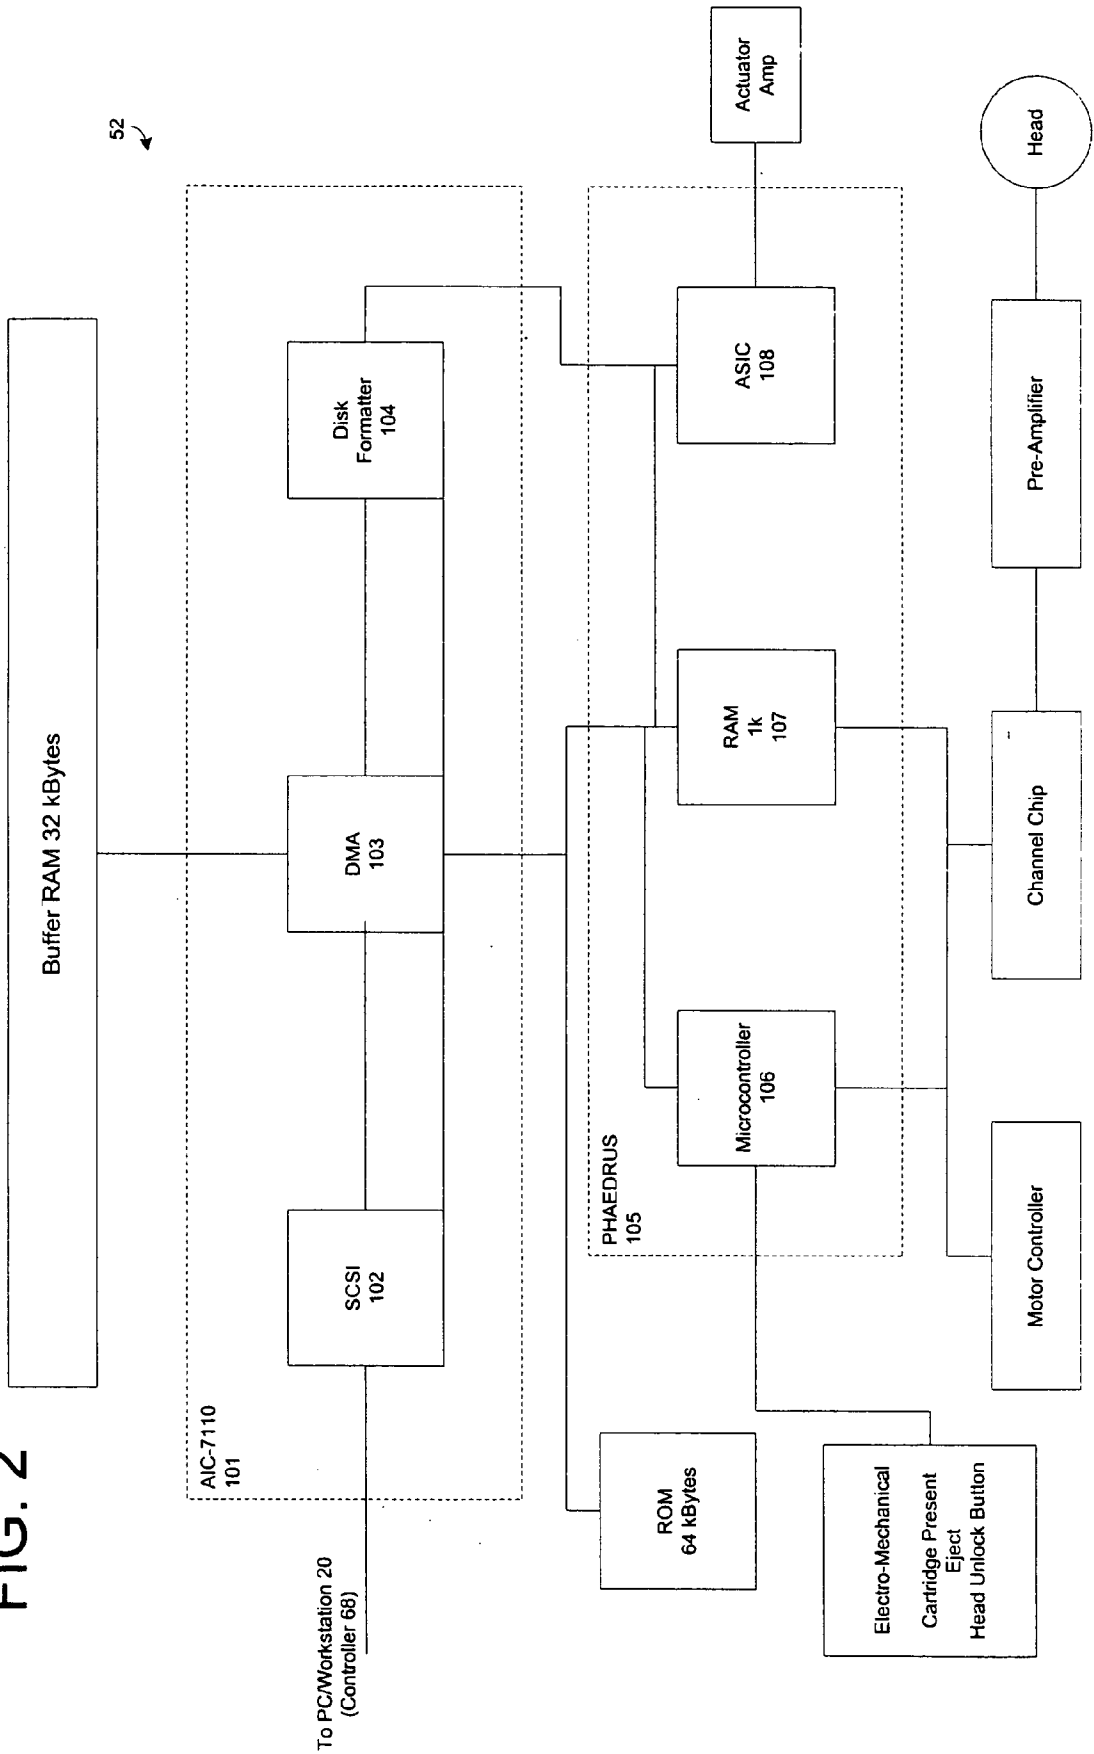 FIG. 2
52
Buffer RAM 32 kBytes
AIC-7110
101
SCSI
102
DMA
103
Disk
Formatter
104
To PC/Workstation 20
(Controller 68)
PHAEDRUS
105
ROM
64 kBytes
Microcontroller
106
RAM
1k
107
ASIC
108
Actuator
Amp
Electro-Mechanical
Cartridge Present
Eject
Head Unlock Button
Motor Controller
Channel Chip
Pre-Amplifier
Head